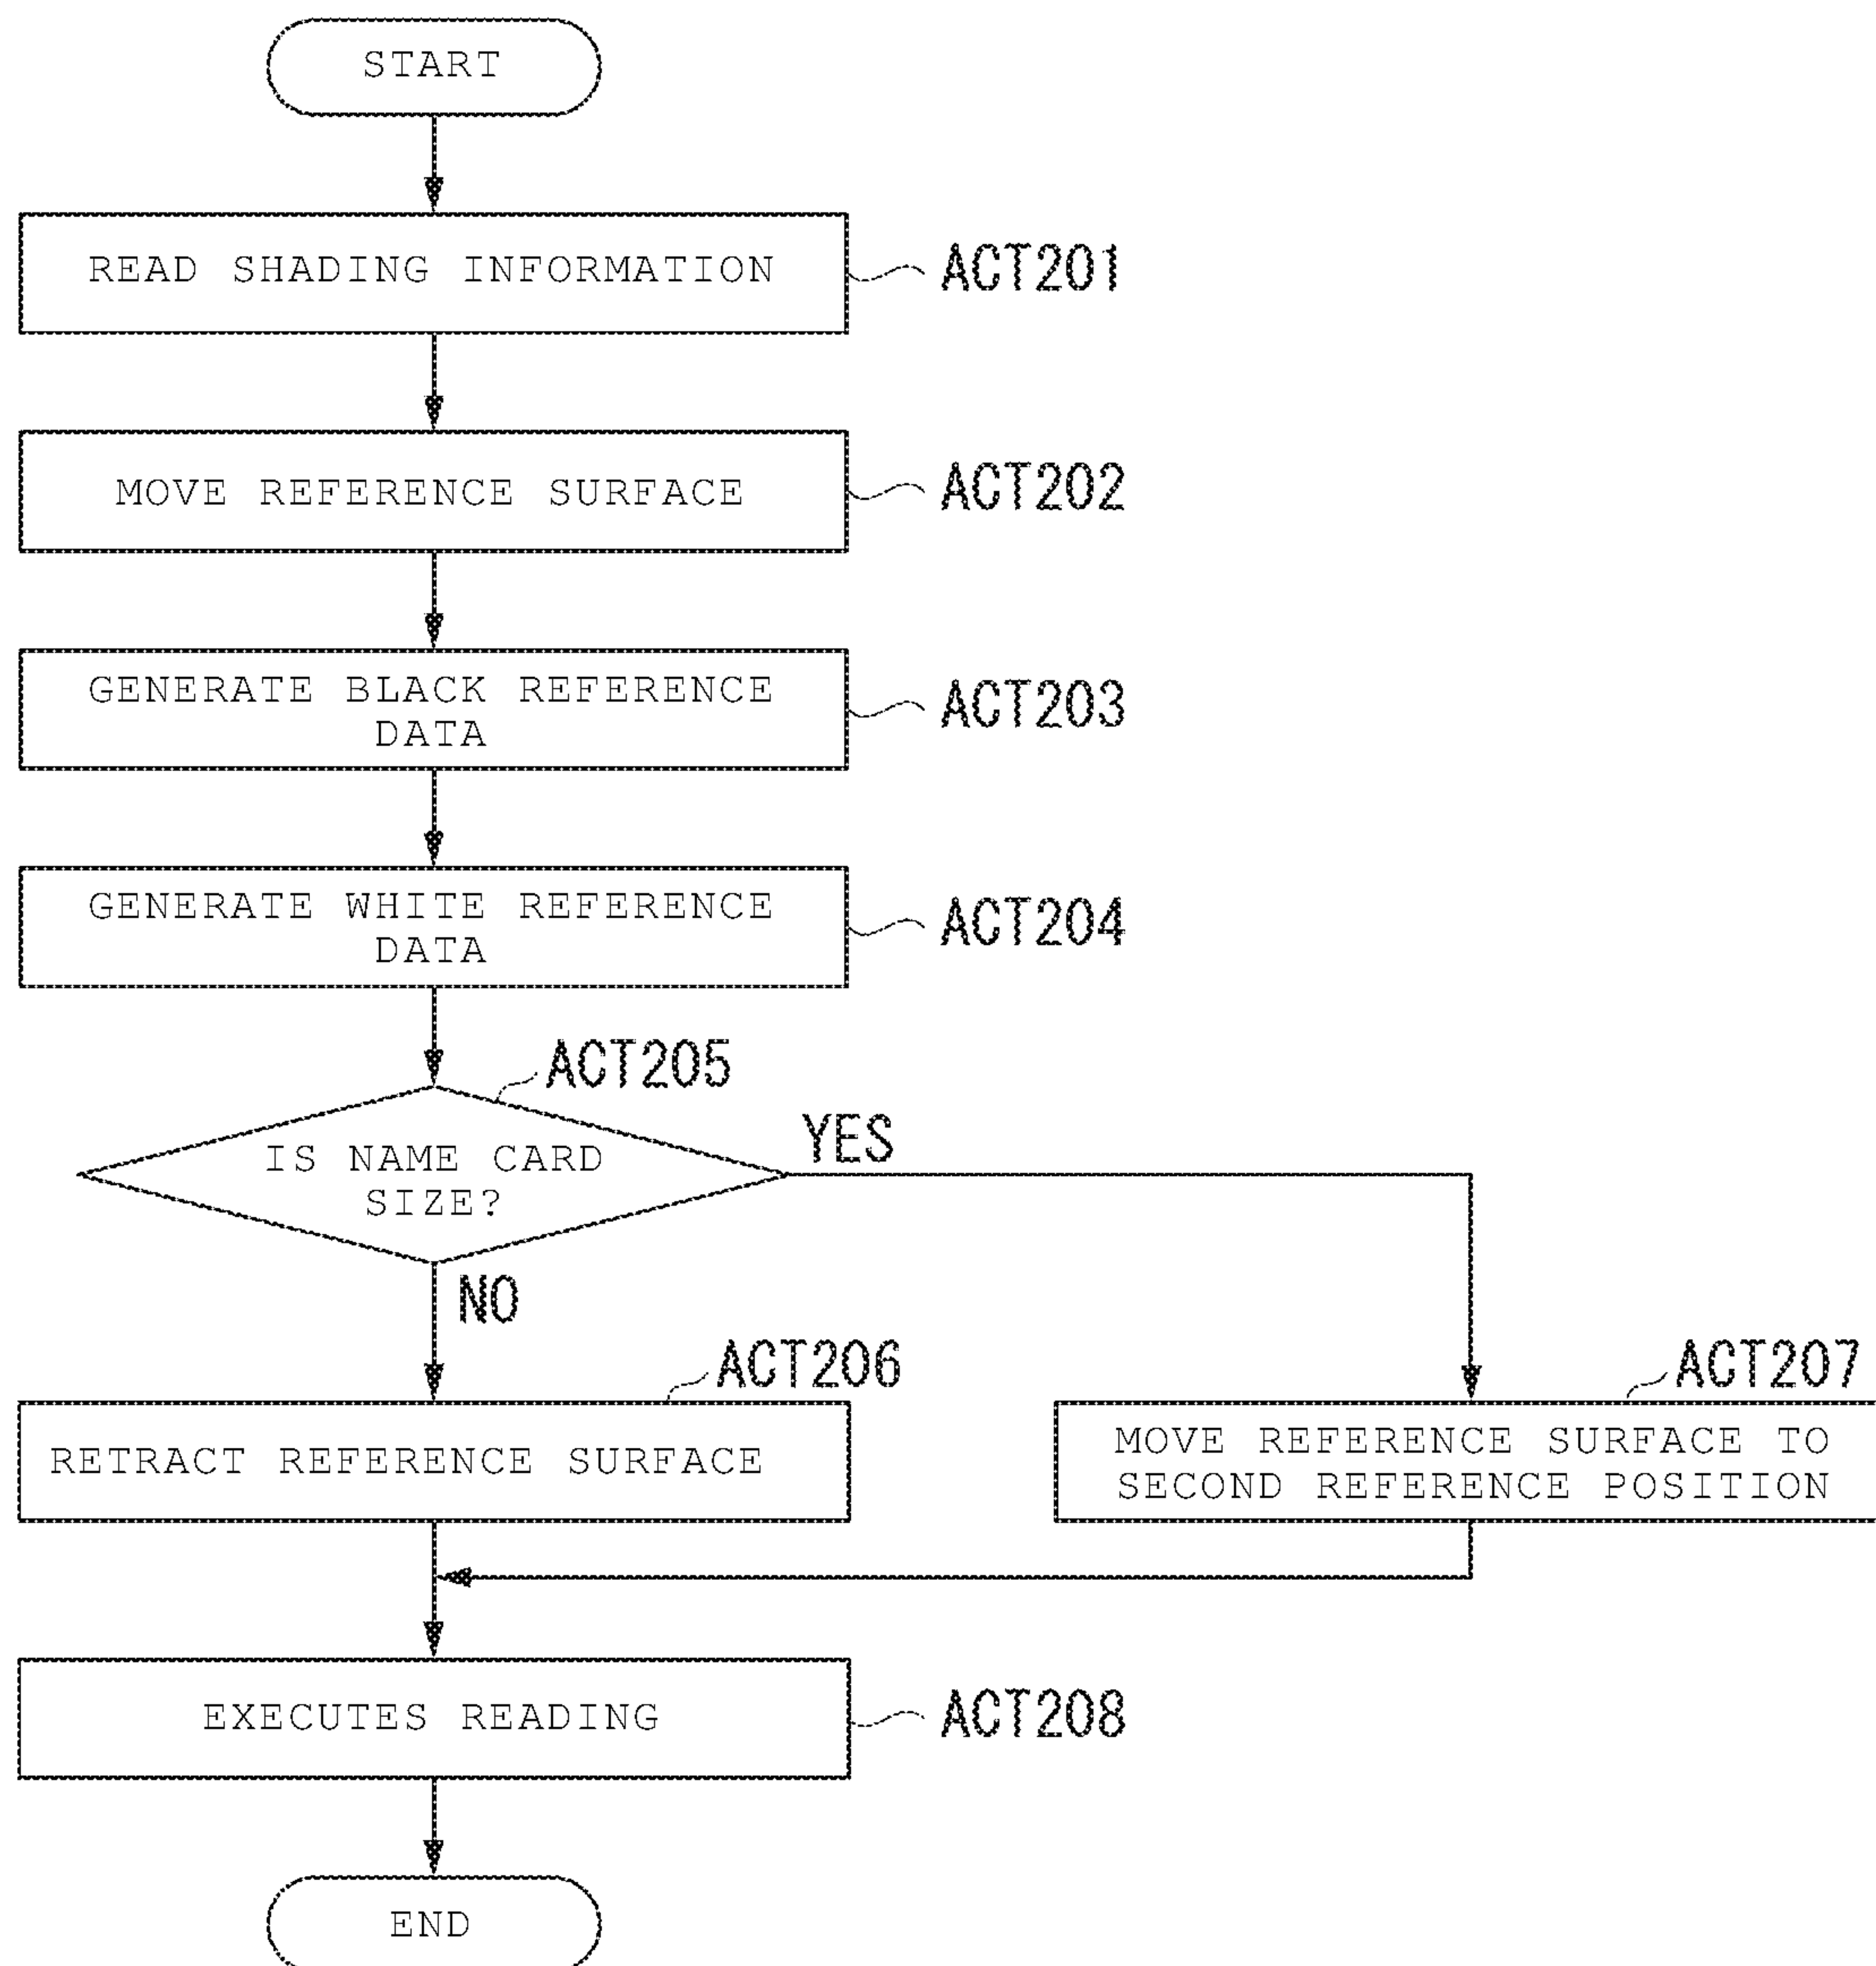 START
READ SHADING INFORMATION
ACT201
MOVE REFERENCE SURFACE
ACT202
GENERATE BLACK REFERENCE
DATA
ACT203
GENERATE WHITE REFERENCE
DATA
ACT204
ACT205
IS NAME CARD
SIZE?
YES
NO
ACT206
RETRACT REFERENCE SURFACE
ACT207
MOVE REFERENCE SURFACE TO
SECOND REFERENCE POSITION
EXECUTES READING
ACT208
END